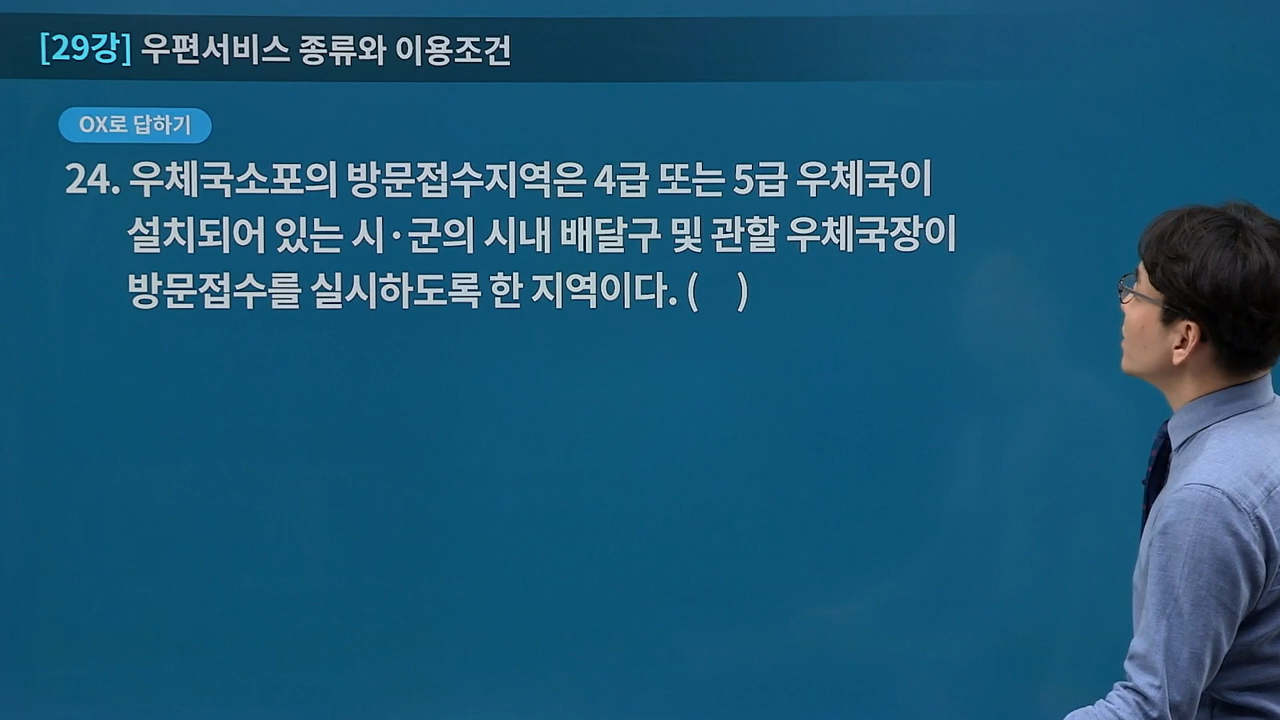 [29강] 우편서비스 종류와 이용조건
OX로 답하기
24. 우체국소포의 방문접수지역은 4급 또는 5급 우체국이
설치되어 있는 시·군의 시내 배달구 및 관할 우체국장이
방문접수를 실시하도록 한 지역이다. (    )